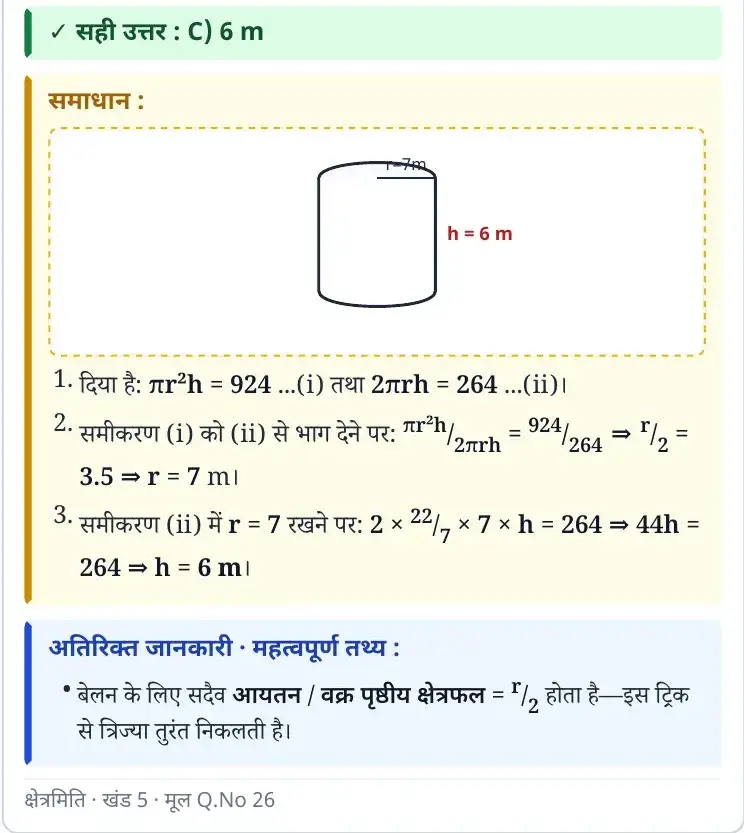 ✓ सही उत्तर : C) 6 m
समाधान :
r=7m
h = 6 m
1. दिया है: πr²h = 924 ...(i) तथा 2πrh = 264 ...(ii)।
2. समीकरण (i) को (ii) से भाग देने पर: πr²h/2πrh = 924/264 ⇒ r/2 =
3.5 ⇒ r = 7 m।
3. समीकरण (ii) में r = 7 रखने पर: 2 × 22/7 × 7 × h = 264 ⇒ 44h =
264 ⇒ h = 6 m।
अतिरिक्त जानकारी · महत्वपूर्ण तथ्य :
• बेलन के लिए सदैव आयतन / वक्र पृष्ठीय क्षेत्रफल = r/2 होता है—इस ट्रिक
से त्रिज्या तुरंत निकलती है।
क्षेत्रमिति · खंड 5 · मूल Q.No 26